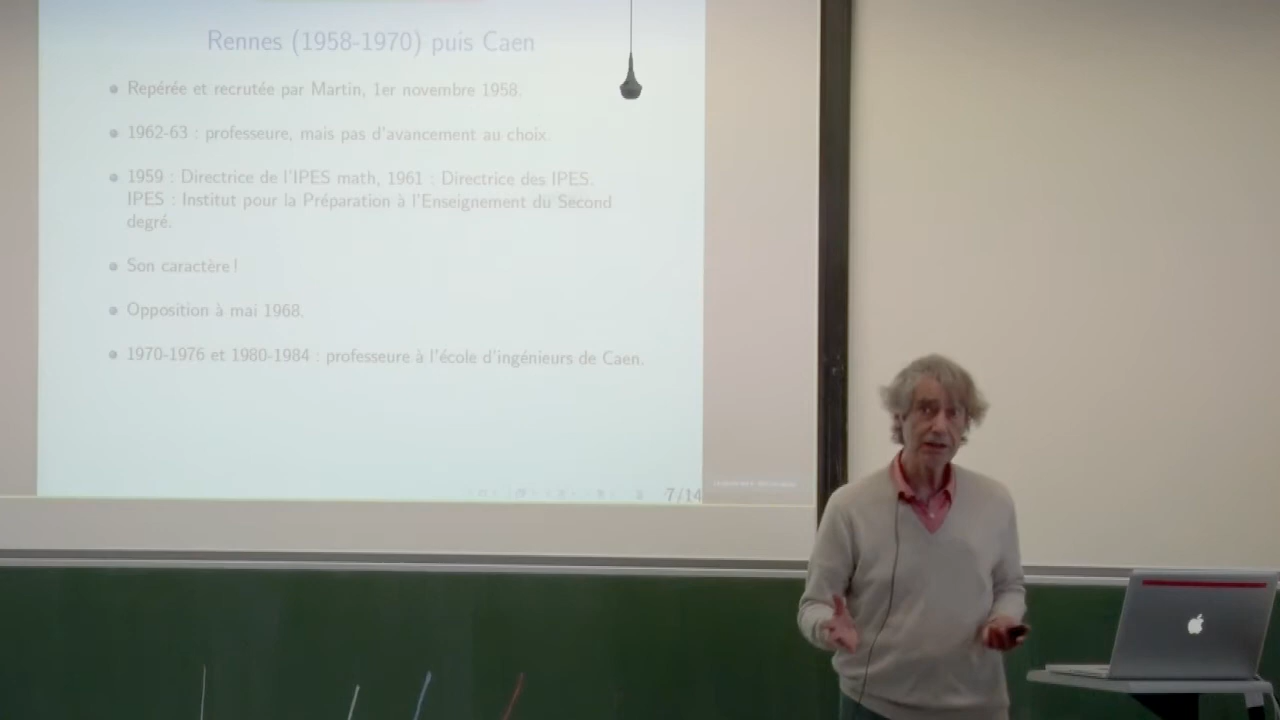 Rennes (1958-1970) puis Caen
Repérée et recrutée par Martin, 1er novembre 1958.
1962-63 : professeure, mais pas d'avancement au choix.
1959 : Directrice de l'IPES math, 1961 : Directrice des IPES.
IPES : Institut pour la Préparation à l'Enseignement du Second
degré.
Son caractère !
Opposition à mai 1968.
1970-1976 et 1980-1984 : professeure à l'école d'ingénieurs de Caen.
7/14